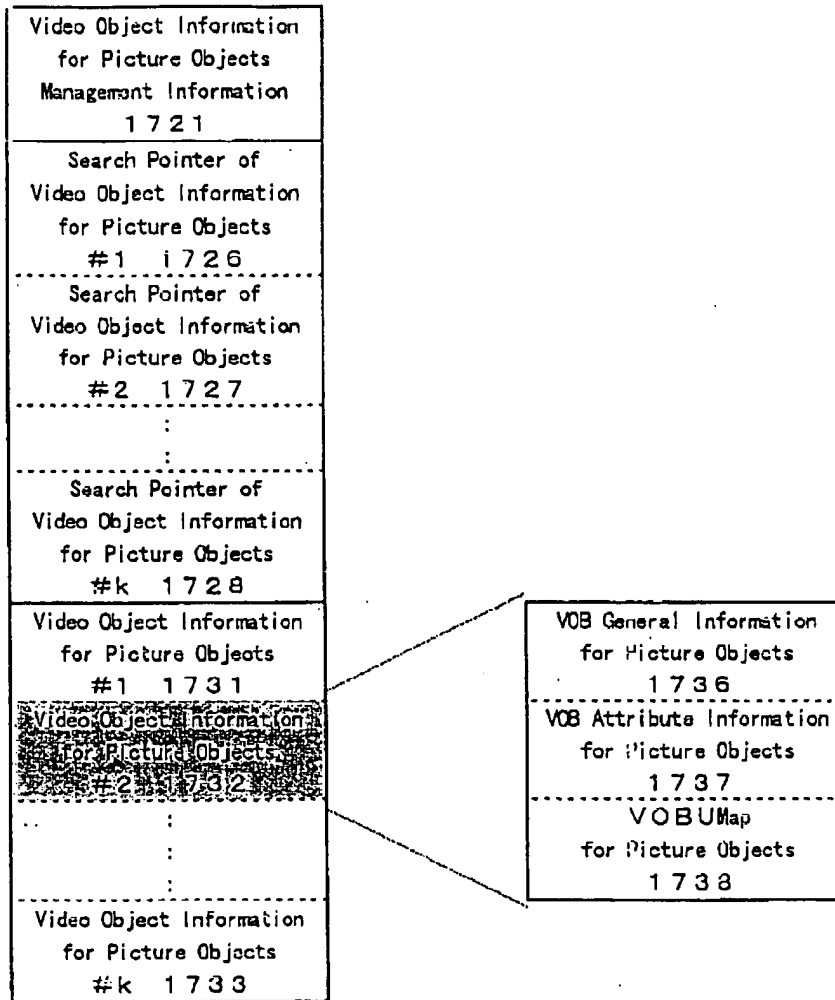 Video Object Information
for Picture Objects
Management Information
1721
Search Pointer of
Video Object Information
for Picture Objects
#1 i726
Search Pointer of
Video Object Information
for Picture Objects
#2 1727
:
:
Search Pointer of
Video Object Information
for Picture Objects
#k 1728
Video Object Information
for Picture Objects
#1 1731
Video Object Information
for Picture Objects
#2 1732
:
:
:
Video Object Information
for Picture Objects
#k 1733
VOB General Information
for Picture Objects
1736
VOB Attribute Information
for Picture Objects
1737
VOBUMap
for Picture Objects
1738